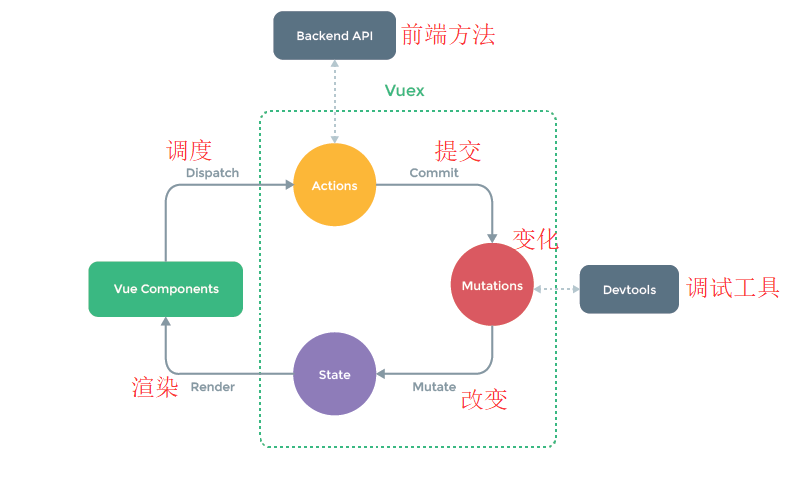 Backend API
前端方法
Vuex
调度
Dispatch
提交
Commit
Actions
变化
Vue Components
Mutations
Devtools
调试工具
State
渲染
Render
Mutate
改变